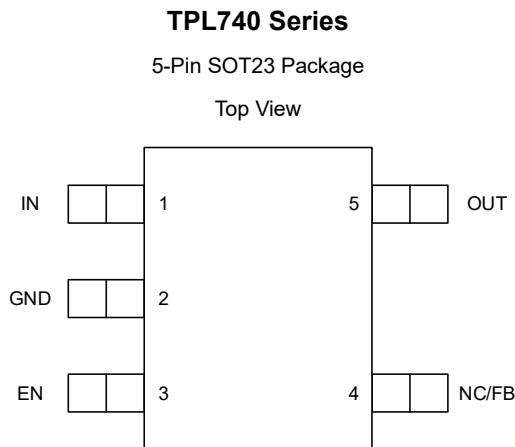 TPL740 Series
5-Pin SOT23 Package
Top View
IN 1 5 OUT
GND 2
EN 3 4 NC/FB